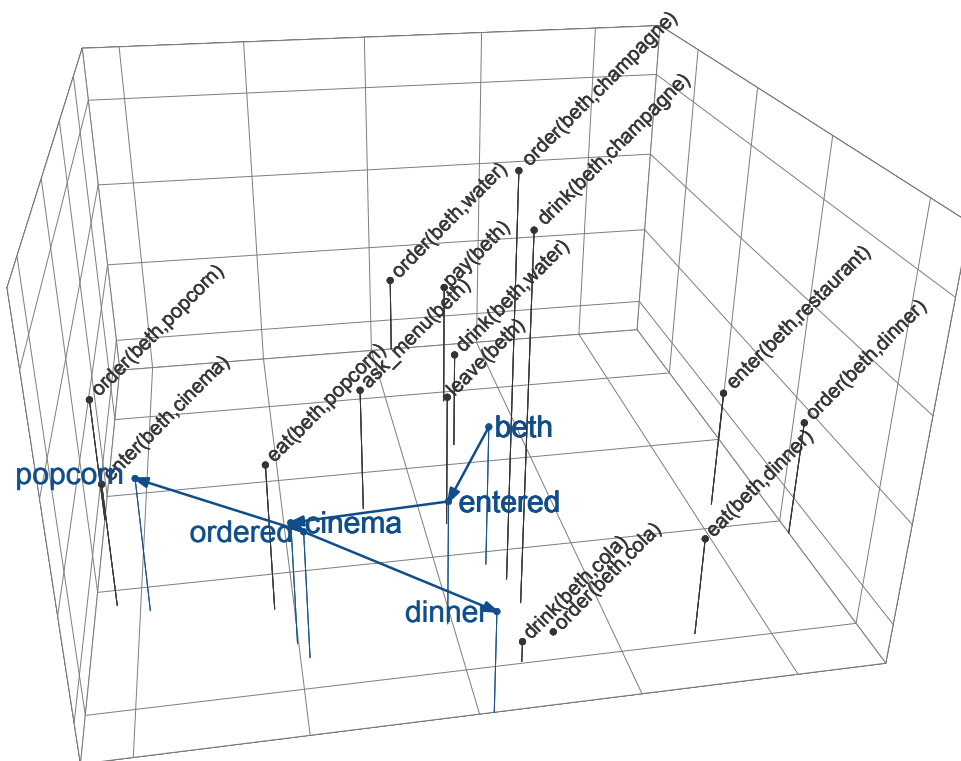 order(beth,champagne)
drink(beth,champagne)
order(beth,water)
pay(beth)
drink(beth,water)
order(beth,popcorn)
ask_menu(beth)
enter(beth,restaurant)
leave(beth)
order(beth,dinner)
eat(beth,popcorn)
enter(beth,cinema)
beth
popcorn
entered
ordered
cinema
eat(beth,dinner)
dinner
drink(beth,cola)
order(beth,cola)